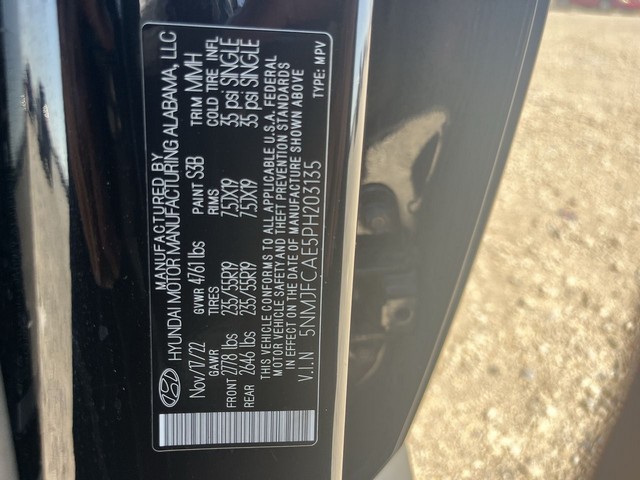 MANUFACTURED BY
HYUNDAI MOTOR MANUFACTURING ALABAMA, LLC
Nov/17/22 GVWR 4761 lbs PAINT S3B TRIM MMH
GAWR TIRES RIMS COLD TIRE INFL
FRONT 2778 lbs 235/55R19 7.5JX19 35 psi SINGLE
REAR 2646 lbs 235/55R19 7.5JX19 35 psi SINGLE
THIS VEHICLE CONFORMS TO ALL APPLICABLE U.S.A. FEDERAL
MOTOR VEHICLE SAFETY AND THEFT PREVENTION STANDARDS
IN EFFECT ON THE DATE OF MANUFACTURE SHOWN ABOVE
V.I.N 5NMJFCAE5PH203135 TYPE: MPV